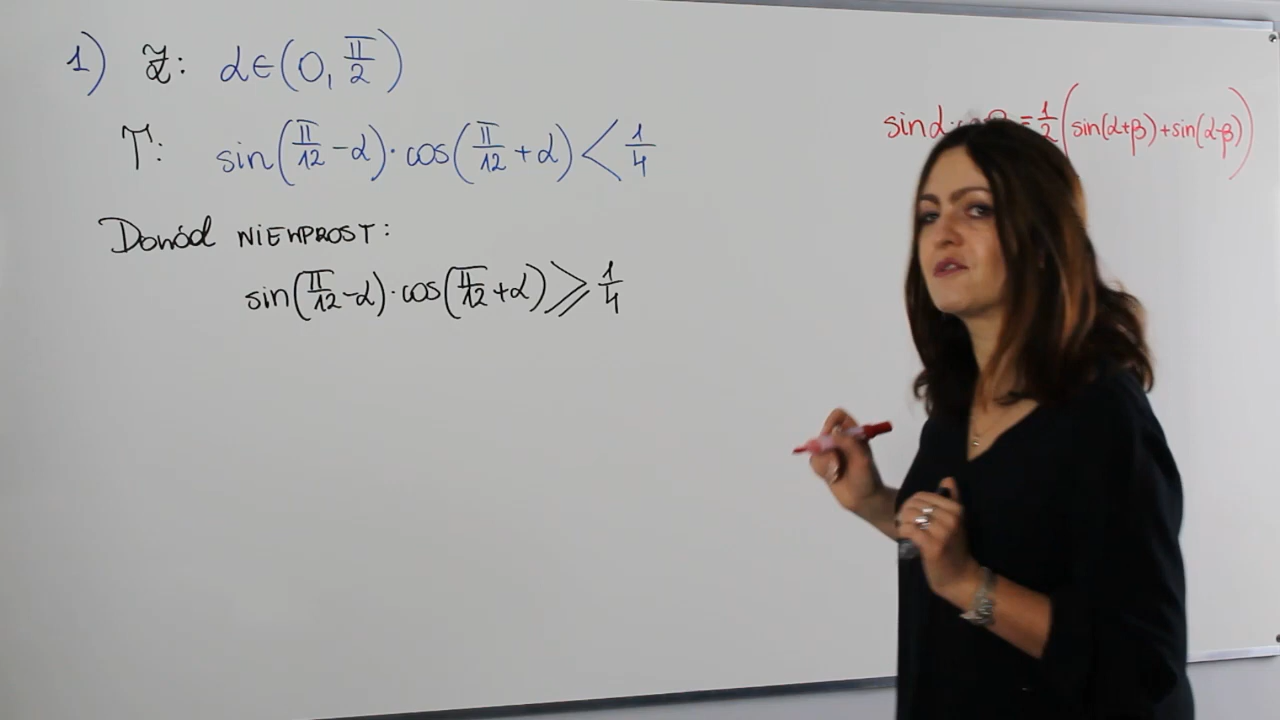 1) Z: α∈(0, π/2)
T: sin(π/12 - α)·cos(π/12 + α) < 1/4
Dowód NIEWPROST:
sin(π/12 - α)·cos(π/12 + α) ⩾ 1/4
sinα = 1/2(sin(α+β)+sin(α-β))